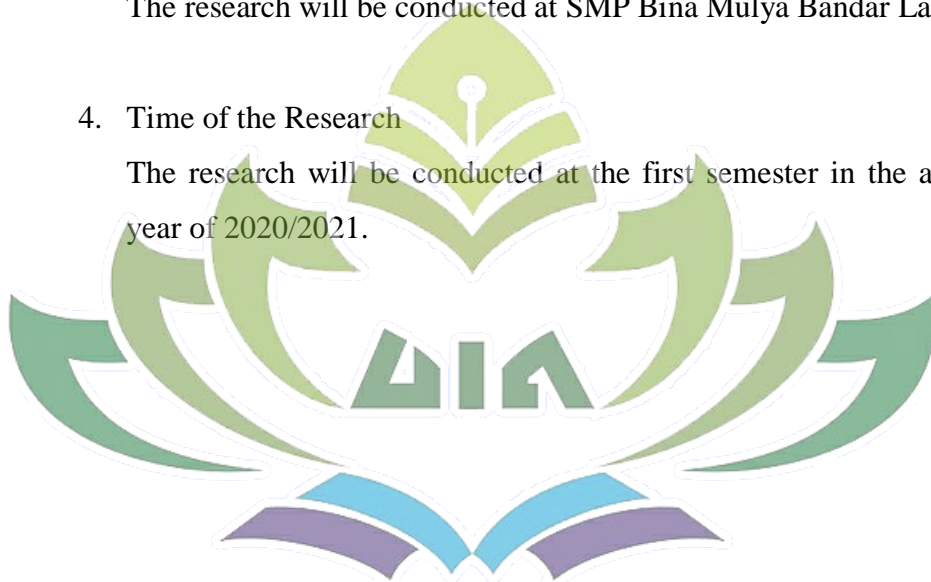 The research will be conducted at SMP Bina Mulya Bandar La
4. Time of the Research
The research will be conducted at the first semester in the a
year of 2020/2021.
UIN